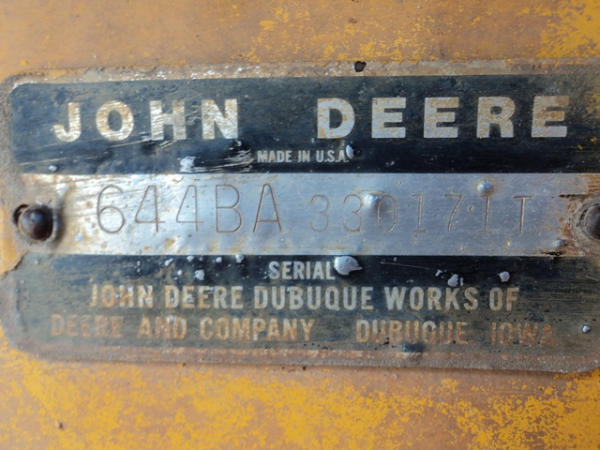 JOHN DEERE
MADE IN U.S.A.
644BA 330171T
SERIAL
JOHN DEERE DUBUQUE WORKS OF
DEERE AND COMPANY DUBUQUE IOWA